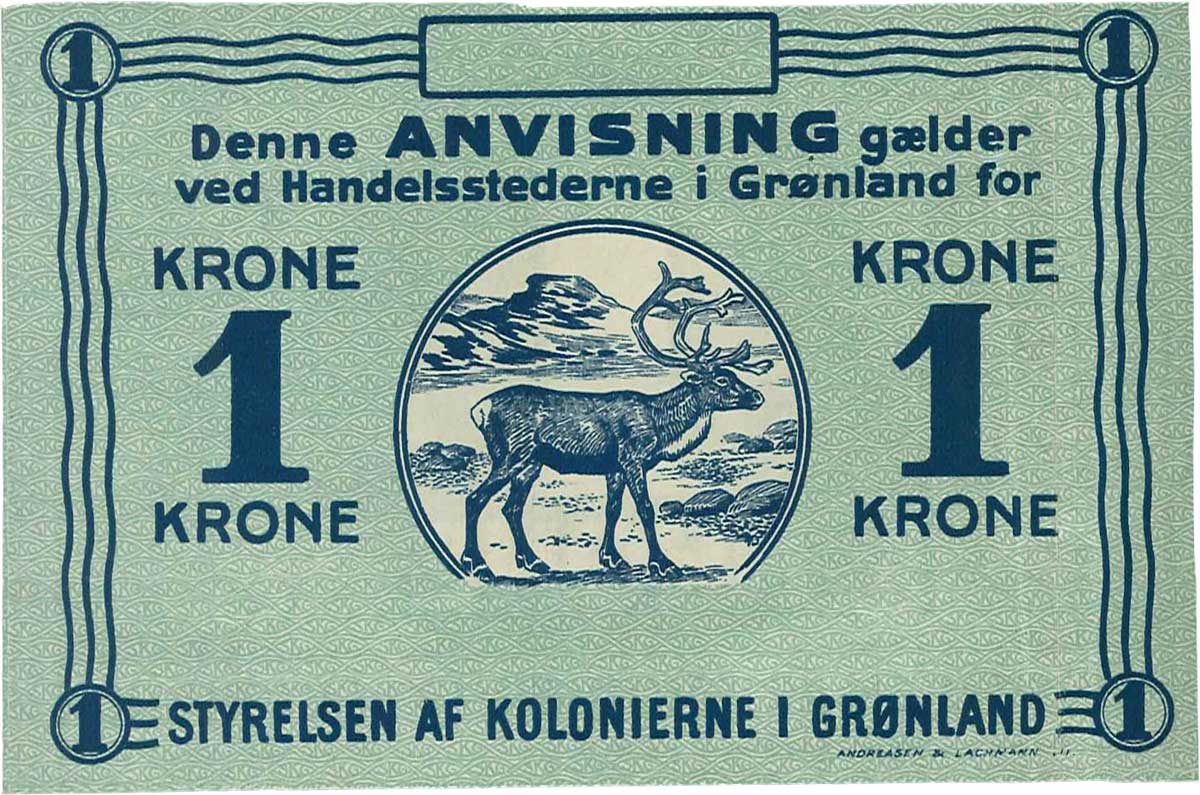 1 1
Denne ANVISNING gælder
ved Handelsstederne i Grønland for
KRONE KRONE
1 1
KRONE KRONE
1 STYRELSEN AF KOLONIERNE I GRØNLAND 1
ANDREASEN & LACHMANN